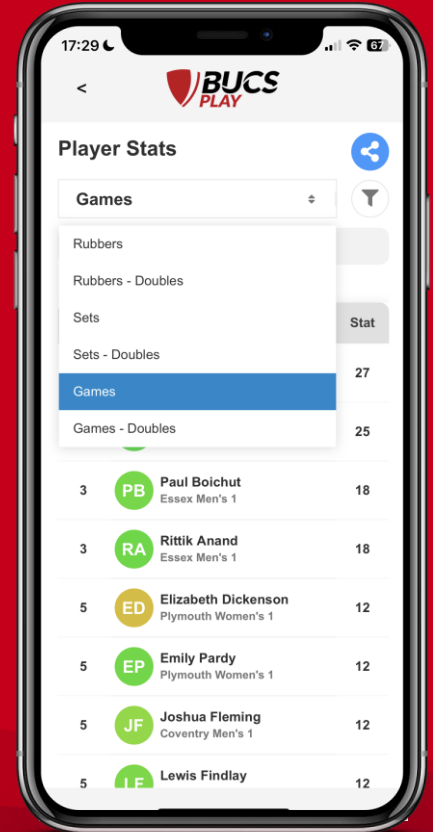 17:29
67
<
BUCS
PLAY
Player Stats
Games
Rubbers
Rubbers - Doubles
Sets
Stat
Sets - Doubles
27
Games
25
Games - Doubles
3 PB Paul Boichut 18
Essex Men's 1
3 RA Rittik Anand 18
Essex Men's 1
5 ED Elizabeth Dickenson 12
Plymouth Women's 1
5 EP Emily Pardy 12
Plymouth Women's 1
5 JF Joshua Fleming 12
Coventry Men's 1
5 LF Lewis Findlay 12